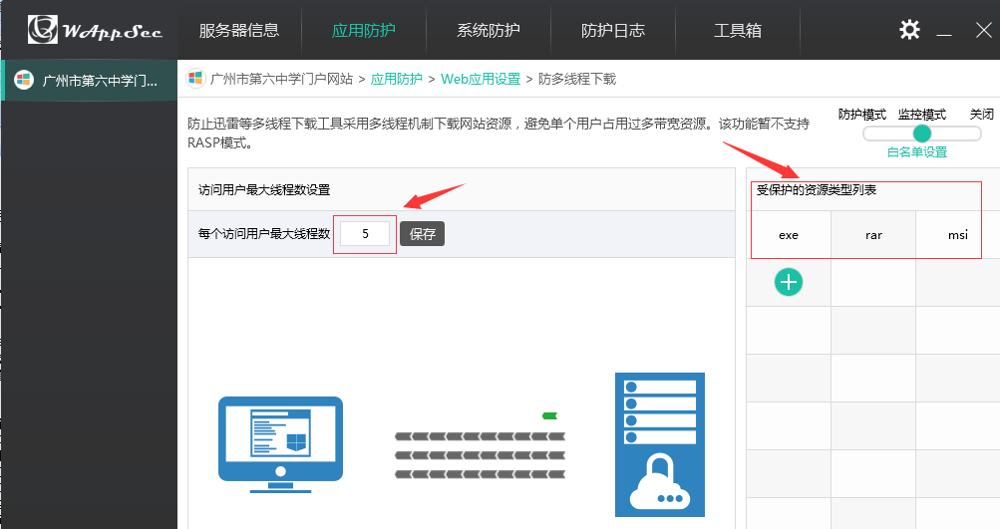 WAppSec
服务器信息
应用防护
系统防护
防护日志
工具箱
广州市第六中学门...
广州市第六中学门户网站 > 应用防护 > Web应用设置 > 防多线程下载
防止迅雷等多线程下载工具采用多线程机制下载网站资源，避免单个用户占用过多带宽资源。该功能暂不支持
RASP模式。
防护模式 监控模式 关闭
白名单设置
访问用户最大线程数设置
每个访问用户最大线程数 5 保存
受保护的资源类型列表
exe rar msi